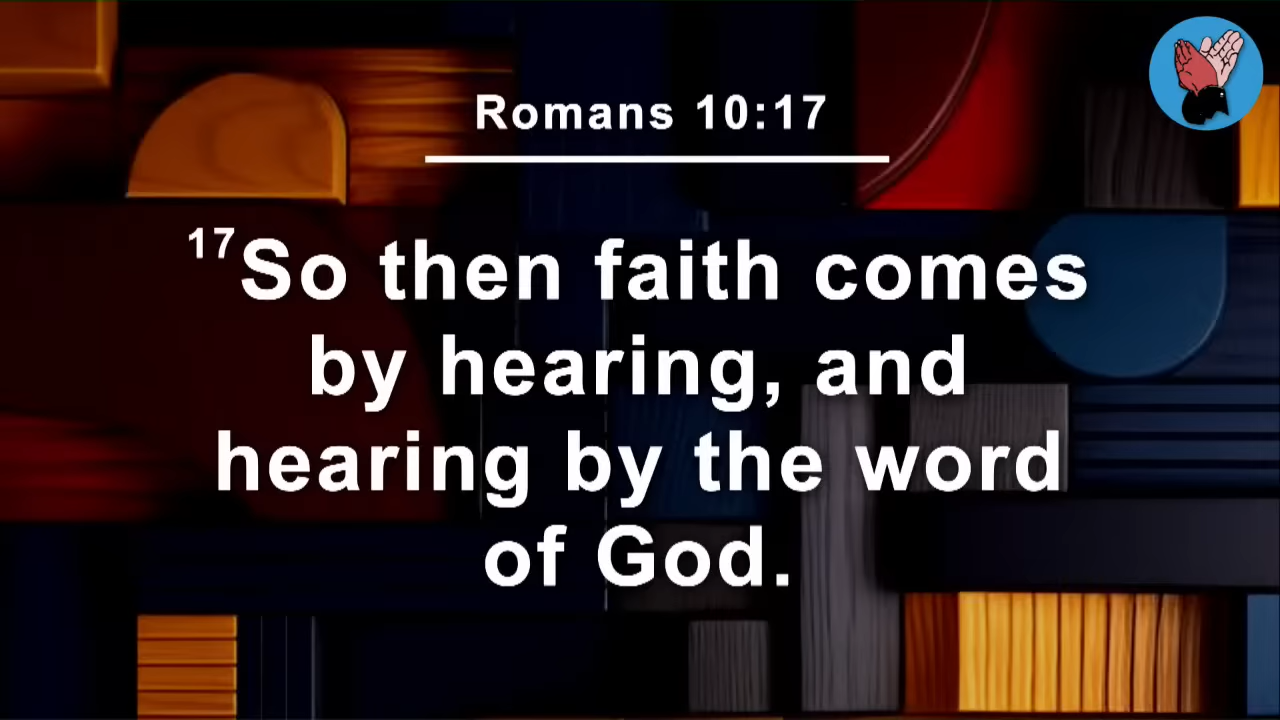 Romans 10:17
17So then faith comes
by hearing, and
hearing by the word
of God.